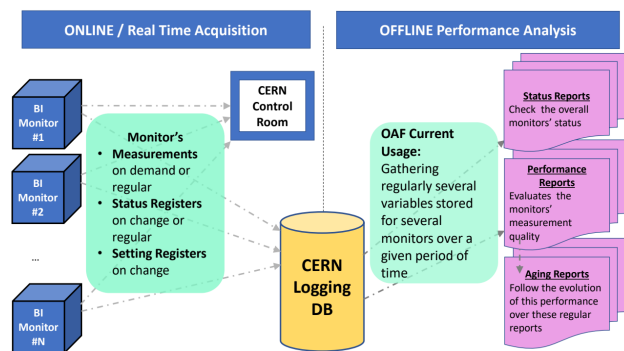 ONLINE / Real Time Acquisition
OFFLINE Performance Analysis
BI
Monitor
#1
BI
Monitor
#2
...
BI
Monitor
#N
Monitor's
• Measurements
on demand or
regular
• Status Registers
on change or
regular
• Setting Registers
on change
CERN
Control
Room
CERN
Logging
DB
OAF Current
Usage:
Gathering
regularly several
variables stored
for several
monitors over a
given period of
time
Status Reports
Check the overall
monitors' status
Performance
Reports
Evaluates the
monitors'
measurement
quality
Aging Reports
Follow the evolution
of this performance
over these regular
reports